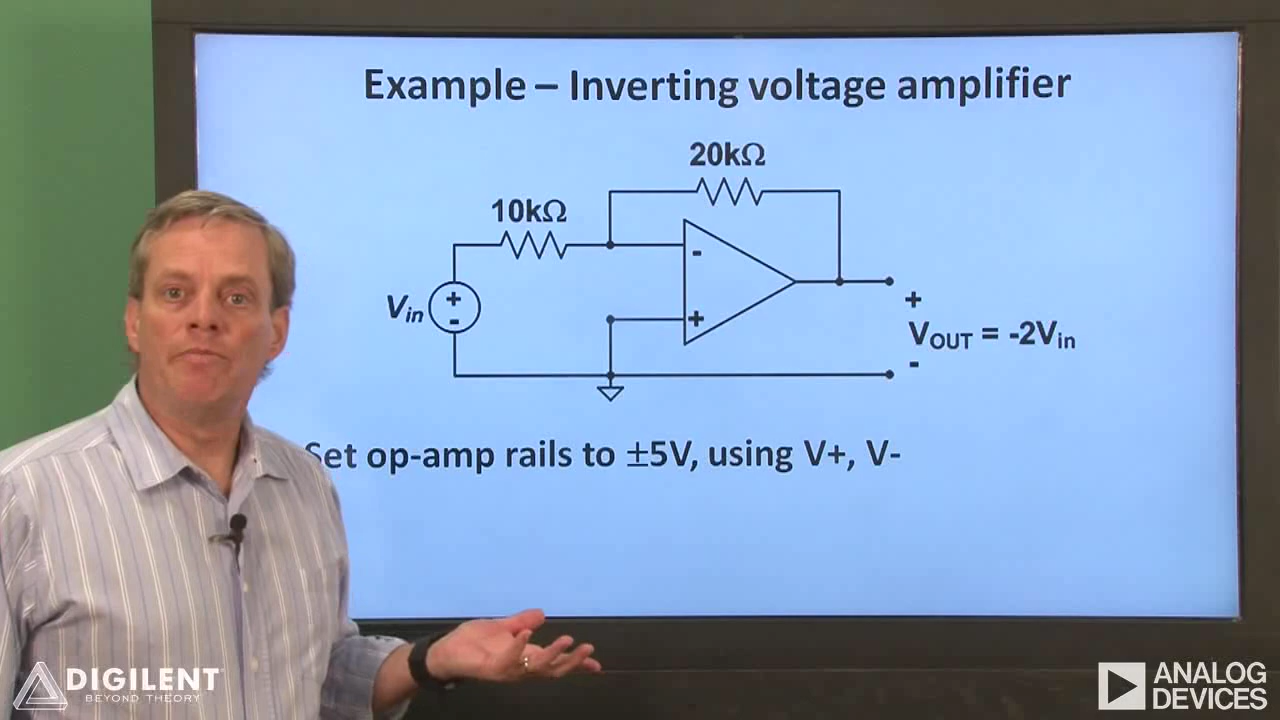 Example – Inverting voltage amplifier
20kΩ
10kΩ
-
+
Vin
+
-
+
VOUT = -2Vin
-
Set op-amp rails to ±5V, using V+, V-
DIGILENT
BEYOND THEORY
ANALOG
DEVICES